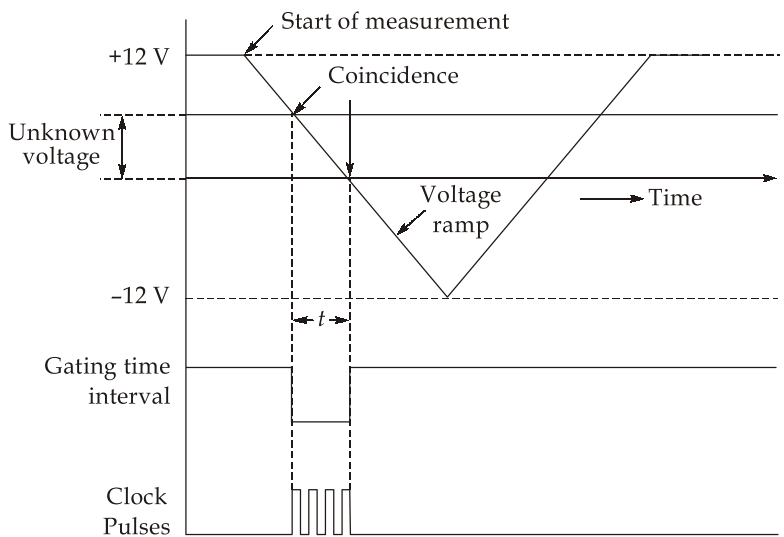 Start of measurement
+12 V
Coincidence
Unknown
voltage
Voltage
ramp
Time
–12 V
t
Gating time
interval
Clock
Pulses